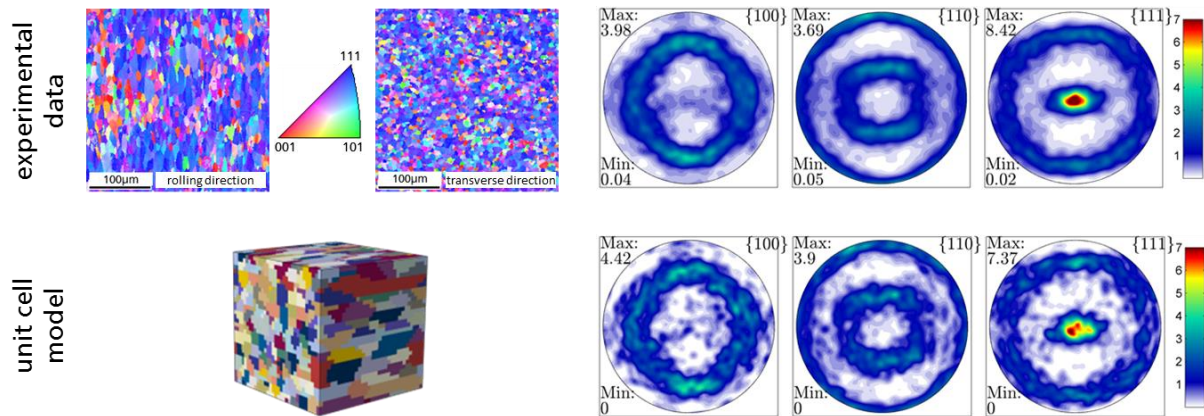 experimental
data
111
001
101
100µm
rolling direction
100µm
transverse direction
Max:
3.98
{100}
Min:
0.04
Max:
3.69
{110}
Min:
0.05
Max:
8.42
{111}
Min:
0.02
7
6
5
4
3
2
1
unit cell
model
Max:
4.42
{100}
Min:
0
Max:
3.9
{110}
Min:
0
Max:
7.37
{111}
Min:
0
7
6
5
4
3
2
1